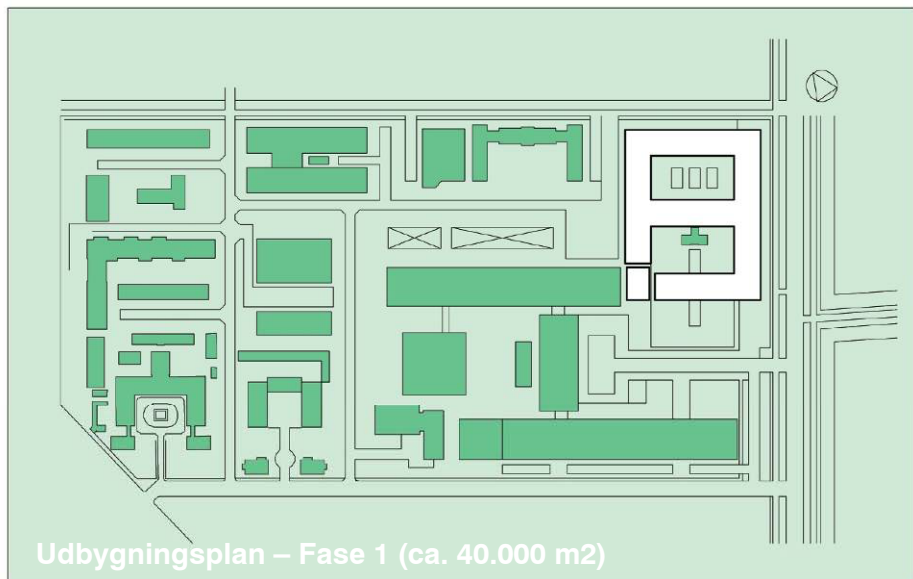 Udbygningsplan – Fase 1 (ca. 40.000 m2)